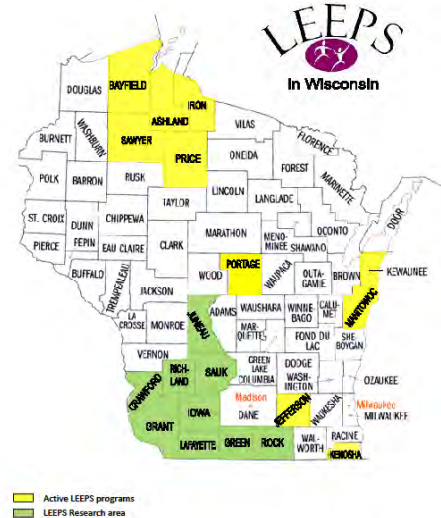 LEEPS
in Wisconsin
DOUGLAS
BAYFIELD
IRON
ASHLAND
VILAS
BURNETT
WASHBURN
SAWYER
PRICE
ONEIDA
FLORENCE
FOREST
MARINETTE
POLK
BARRON
RUSK
LINCOLN
LANGLADE
TAYLOR
ST. CROIX
DUNN
CHIPPEWA
MARATHON
MENO-
MINEE
OCONTO
DOOR
PIERCE
PEPIN
EAU CLAIRE
CLARK
SHAWANO
BUFFALO
TREMPEALEAU
JACKSON
WOOD
PORTAGE
WAUPACA
OUTA-
GAMIE
BROWN
KEWAUNEE
MANITOWOC
LA
CROSSE
MONROE
JUNEAU
ADAMS
WAUSHARA
WINNE-
BAGO
CALU-
MET
MAR-
QUETTE
FOND DU
LAC
SHE-
BOYGAN
VERNON
GREEN
LAKE
CRAWFORD
RICH-
LAND
SAUK
COLUMBIA
DODGE
WASH-
INGTON
OZAUKEE
Madison
DANE
JEFFERSON
WAUKESHA
Milwaukee
MILWAUKEE
GRANT
IOWA
LAFAYETTE
GREEN
ROCK
WAL-
WORTH
RACINE
KENOSHA
Active LEEPS programs
LEEPS Research area